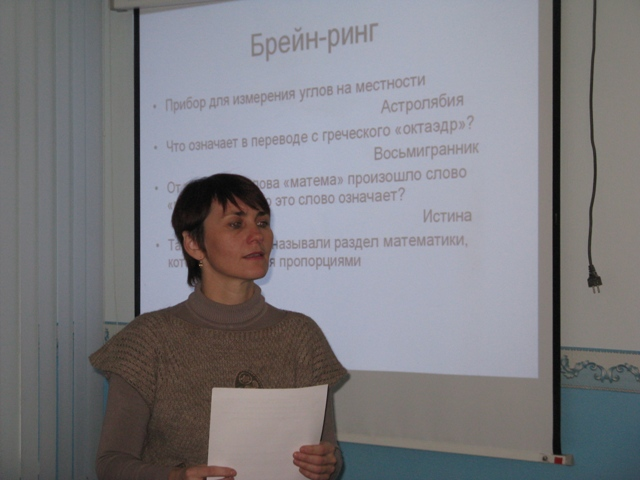 Брейн-ринг
• Прибор для измерения углов на местности
Астролябия
• Что означает в переводе с греческого «октаэдр»?
Восьмигранник
• От «матема» произошло слово
это слово означает?
Истина
• называли раздел математики,
пропорциями